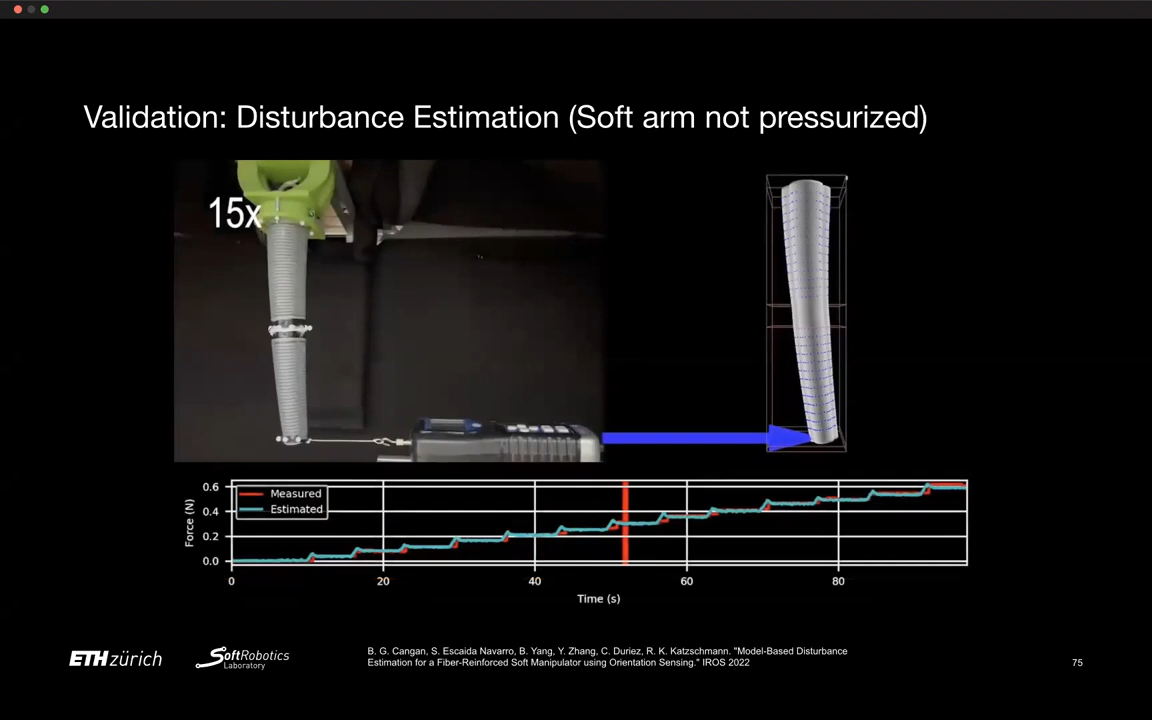 Validation: Disturbance Estimation (Soft arm not pressurized)
15x
Measured
Estimated
Force (N)
0.6
0.4
0.2
0.0
0
20
40
60
80
Time (s)
ETH zürich
SoftRobotics
Laboratory
B. G. Cangan, S. Escaida Navarro, B. Yang, Y. Zhang, C. Duriez, R. K. Katzschmann. "Model-Based Disturbance
Estimation for a Fiber-Reinforced Soft Manipulator using Orientation Sensing." IROS 2022
75